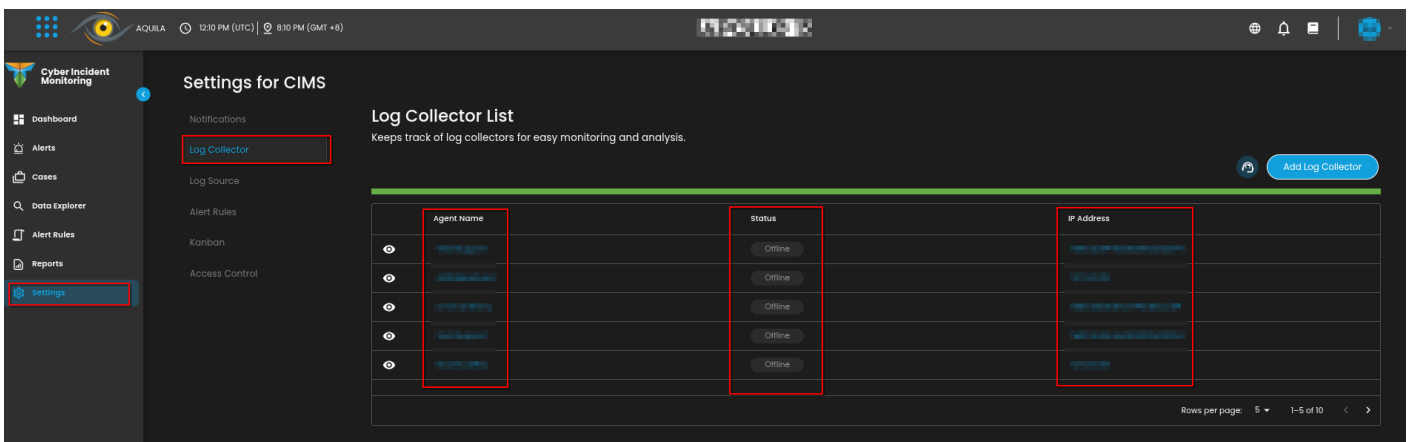 AQUILA 12:10 PM (UTC) 8:10 PM (GMT +8)
Cyber Incident
Monitoring
Dashboard
Alerts
Cases
Data Explorer
Alert Rules
Reports
Settings
Settings for CIMS
Notifications
Log Collector
Log Source
Alert Rules
Kanban
Access Control
Log Collector List
Keeps track of log collectors for easy monitoring and analysis.
Add Log Collector
Agent Name Status IP Address
Offline
Offline
Offline
Offline
Offline
Rows per page: 5 1-5 of 10